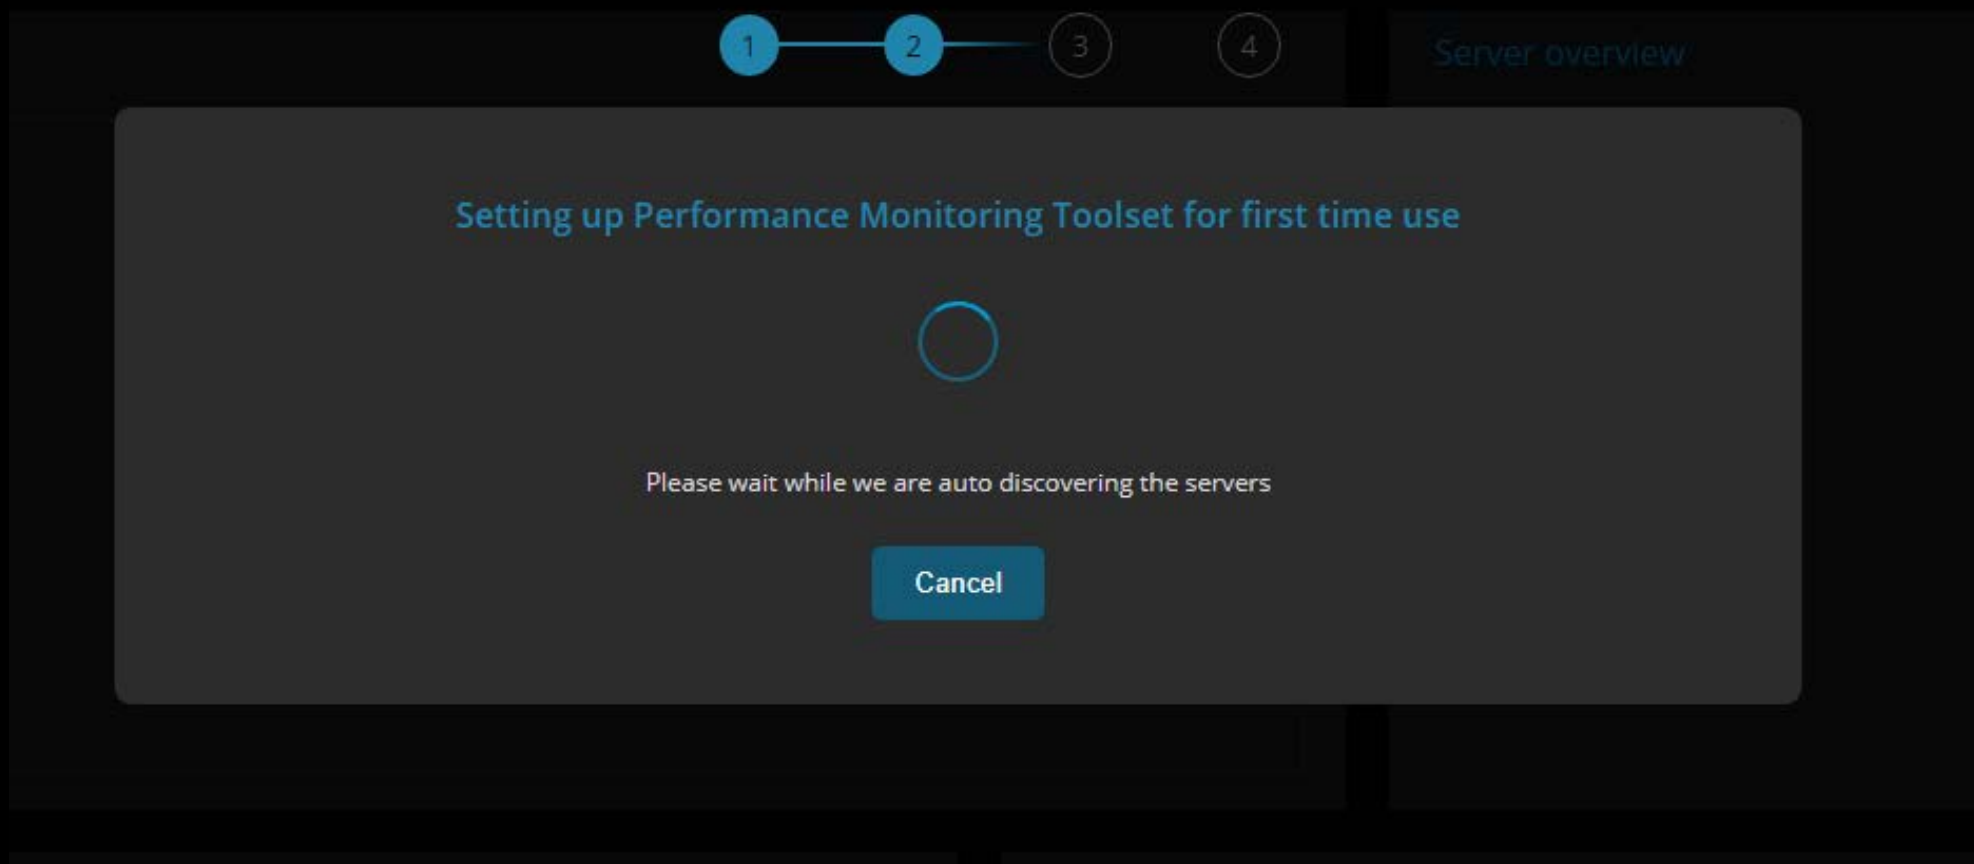 1 2 3 4
Server overview
Setting up Performance Monitoring Toolset for first time use
Please wait while we are auto discovering the servers
Cancel